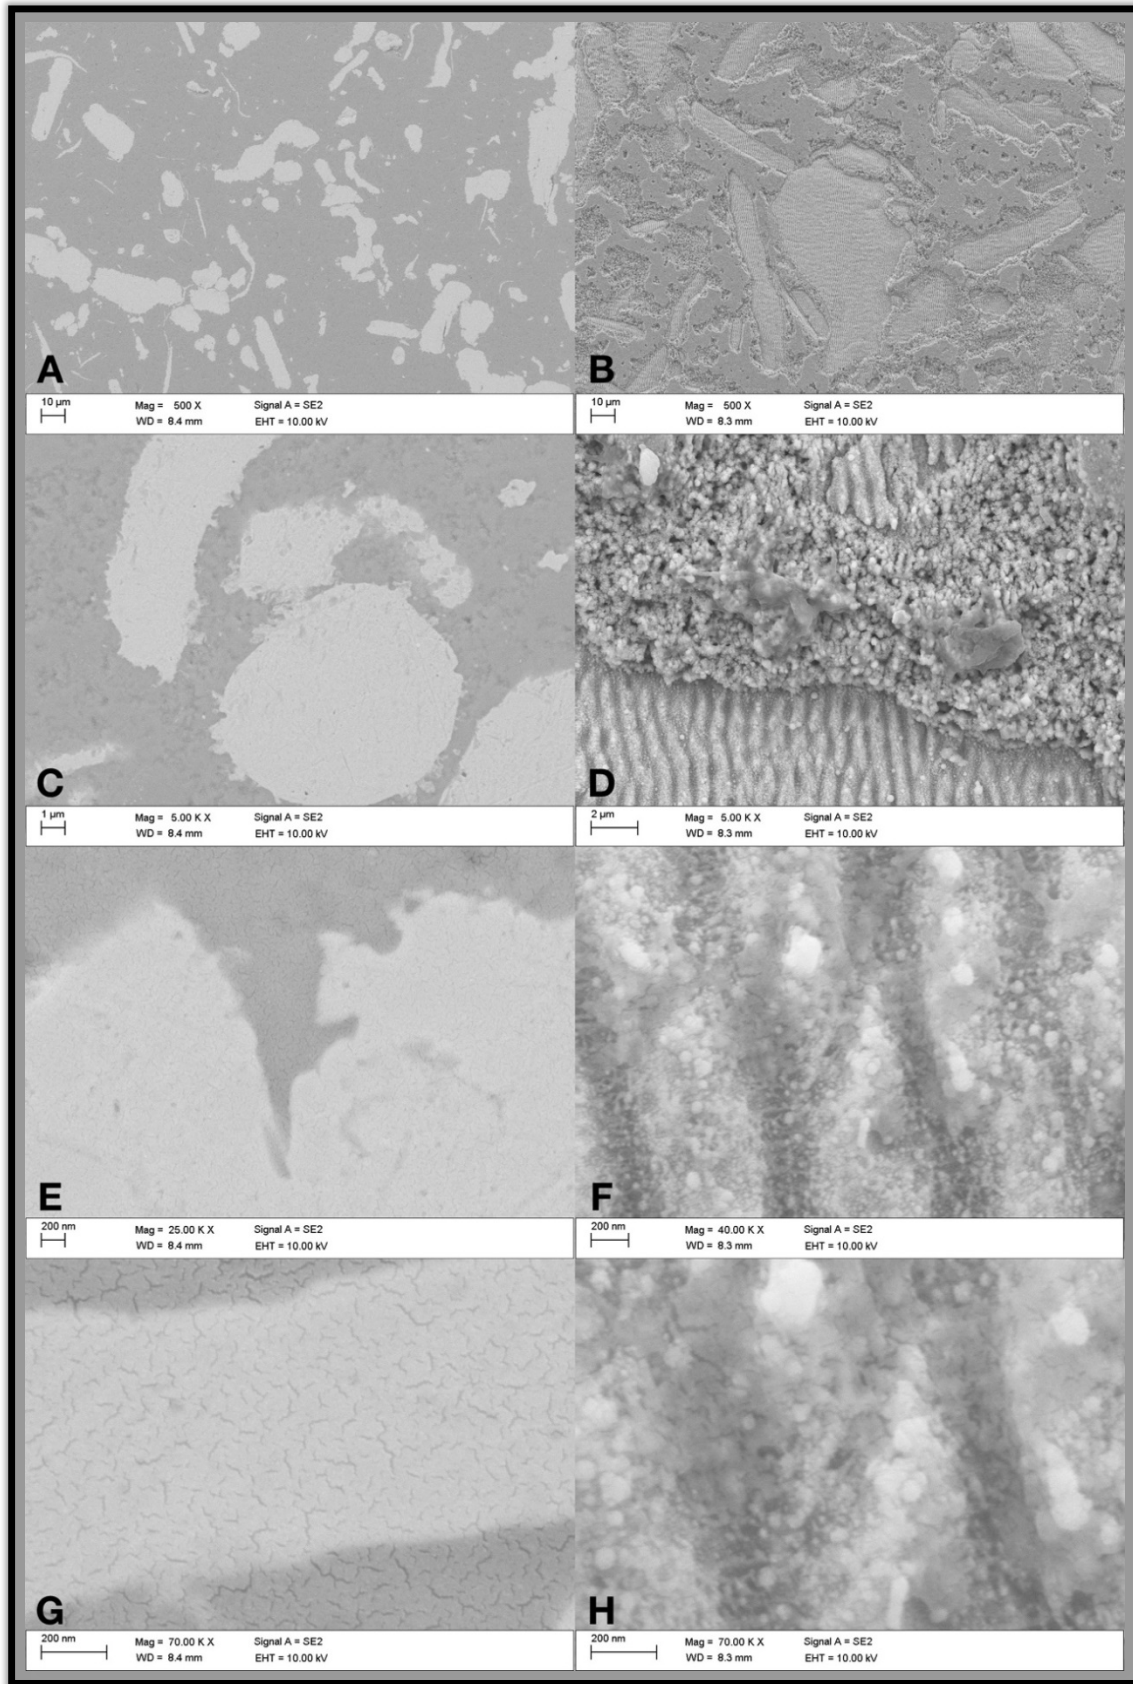 A
B
10 µm Mag = 500 X Signal A = SE2
WD = 8.4 mm EHT = 10.00 kV
10 µm Mag = 500 X Signal A = SE2
WD = 8.3 mm EHT = 10.00 kV
C
D
1 µm Mag = 5.00 K X Signal A = SE2
WD = 8.4 mm EHT = 10.00 kV
2 µm Mag = 5.00 K X Signal A = SE2
WD = 8.3 mm EHT = 10.00 kV
E
F
200 nm Mag = 25.00 K X Signal A = SE2
WD = 8.4 mm EHT = 10.00 kV
200 nm Mag = 40.00 K X Signal A = SE2
WD = 8.3 mm EHT = 10.00 kV
G
H
200 nm Mag = 70.00 K X Signal A = SE2
WD = 8.4 mm EHT = 10.00 kV
200 nm Mag = 70.00 K X Signal A = SE2
WD = 8.3 mm EHT = 10.00 kV